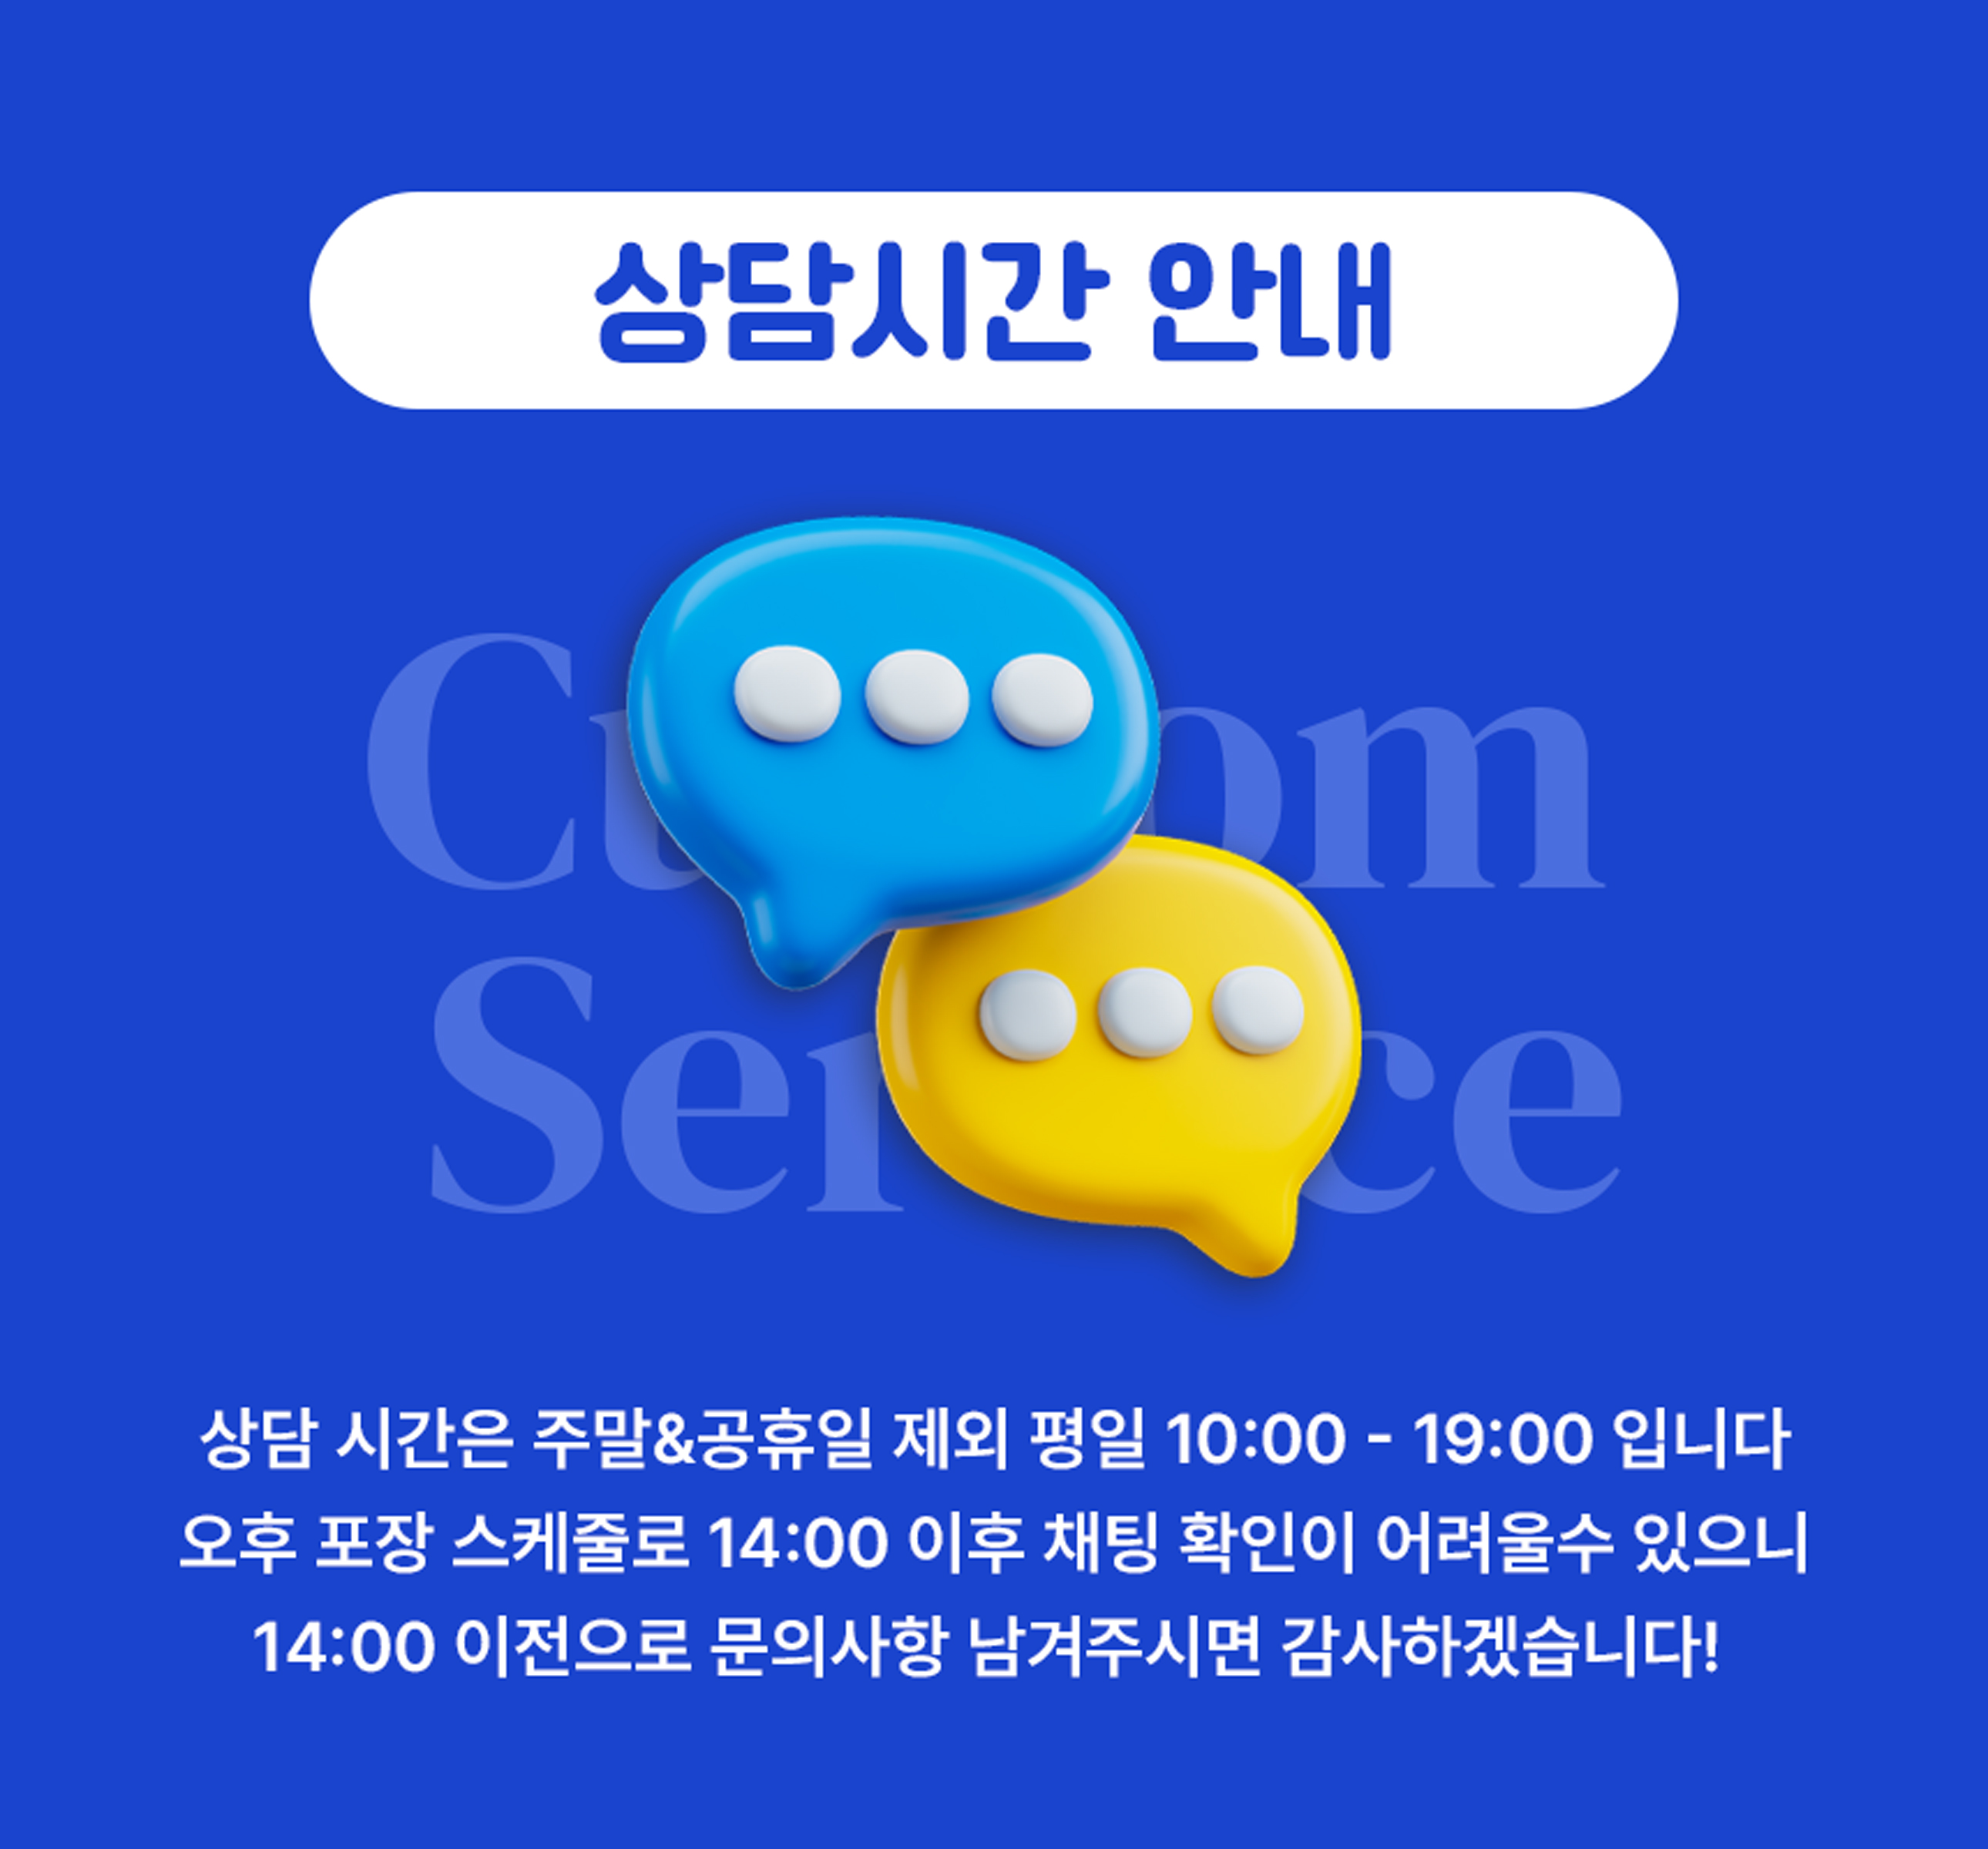 상담시간 안내
상담 시간은 주말&공휴일 제외 평일 10:00 - 19:00 입니다
오후 포장 스케줄로 14:00 이후 채팅 확인이 어려울수 있으니
14:00 이전으로 문의사항 남겨주시면 감사하겠습니다!